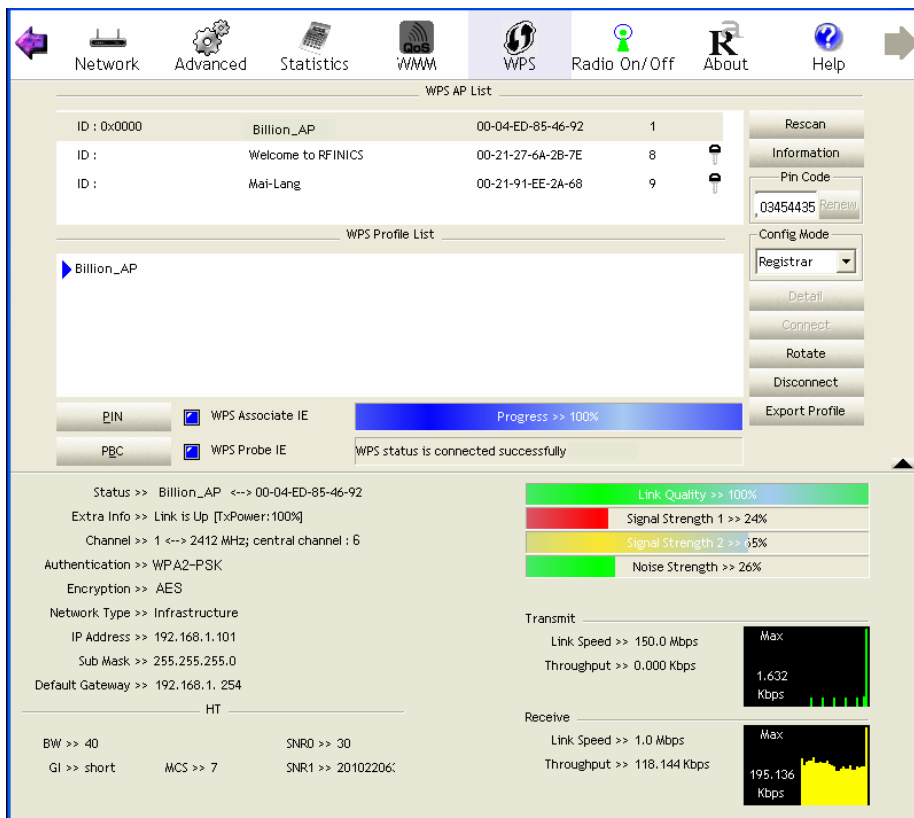 Network Advanced Statistics QoS WMM WPS Radio On/Off About Help
WPS AP List
ID : 0x0000 Billion_AP 00-04-ED-85-46-92 1
ID : Welcome to RFINICS 00-21-27-6A-2B-7E 8
ID : Mai-Lang 00-21-91-EE-2A-68 9
Rescan
Information
Pin Code
03454435 Renew
WPS Profile List
Config Mode
Billion_AP
Registrar
Detail
Connect
Rotate
Disconnect
Export Profile
PIN WPS Associate IE Progress >> 100%
PBC WPS Probe IE WPS status is connected successfully
Status >> Billion_AP <--> 00-04-ED-85-46-92
Extra Info >> Link is Up [TxPower:100%]
Channel >> 1 <--> 2412 MHz; central channel : 6
Authentication >> WPA2-PSK
Encryption >> AES
Network Type >> Infrastructure
IP Address >> 192.168.1.101
Sub Mask >> 255.255.255.0
Default Gateway >> 192.168.1. 254
HT
BW >> 40 SNR0 >> 30
GI >> short MCS >> 7 SNR1 >> 20102206
Link Quality >> 100%
Signal Strength 1 >> 24%
Signal Strength 2 >> 65%
Noise Strength >> 26%
Transmit
Link Speed >> 150.0 Mbps
Throughput >> 0.000 Kbps
Max
1.632
Kbps
Receive
Link Speed >> 1.0 Mbps
Throughput >> 118.144 Kbps
Max
195.136
Kbps